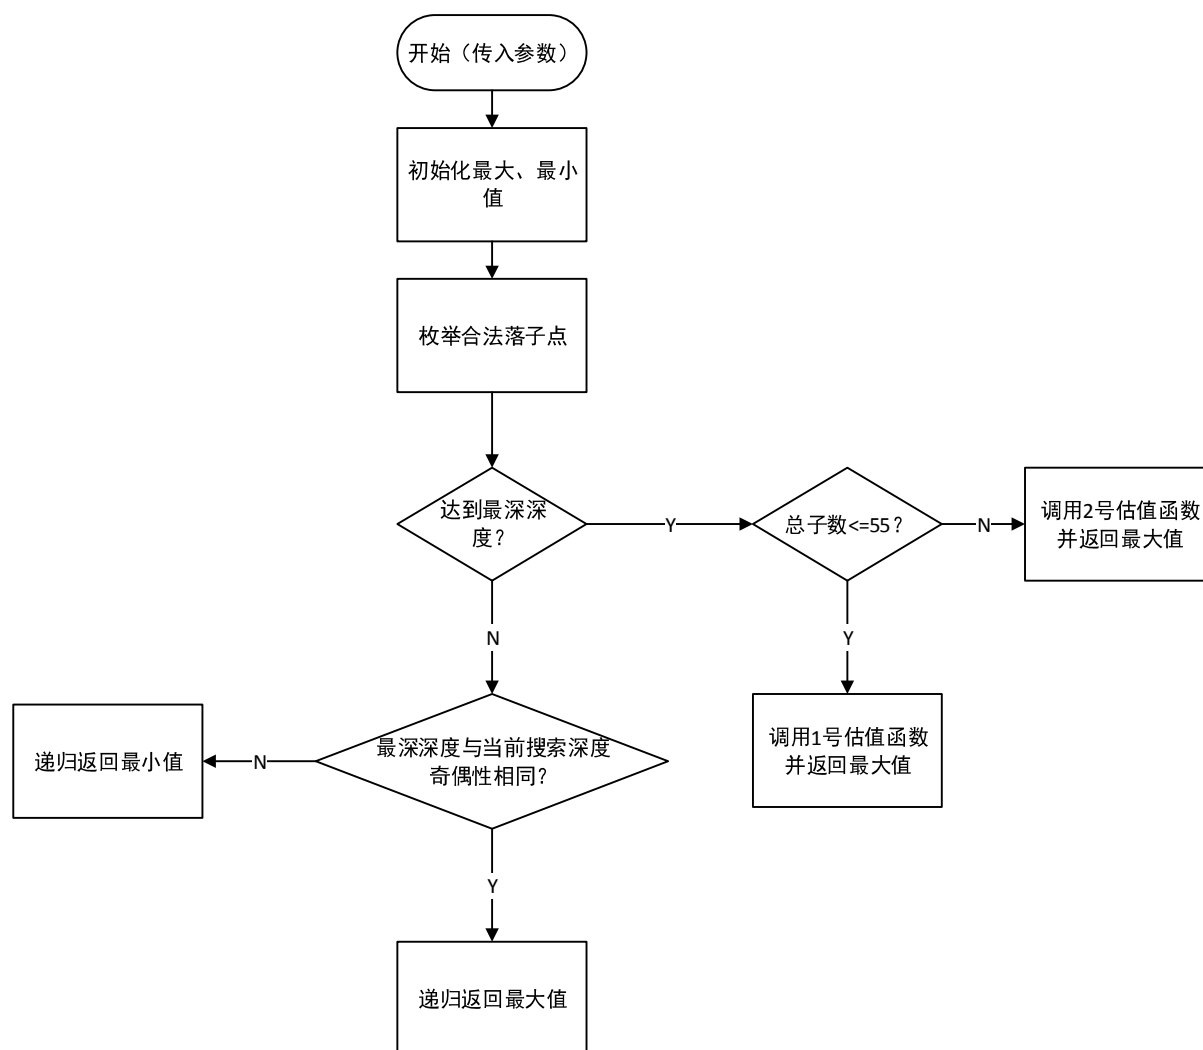 开始（传入参数）
初始化最大、最小
值
枚举合法落子点
达到最深深
度？
Y
总子数<=55？
N
调用2号估值函数
并返回最大值
N
Y
调用1号估值函数
并返回最大值
最深深度与当前搜索深度
奇偶性相同？
N
递归返回最小值
Y
递归返回最大值